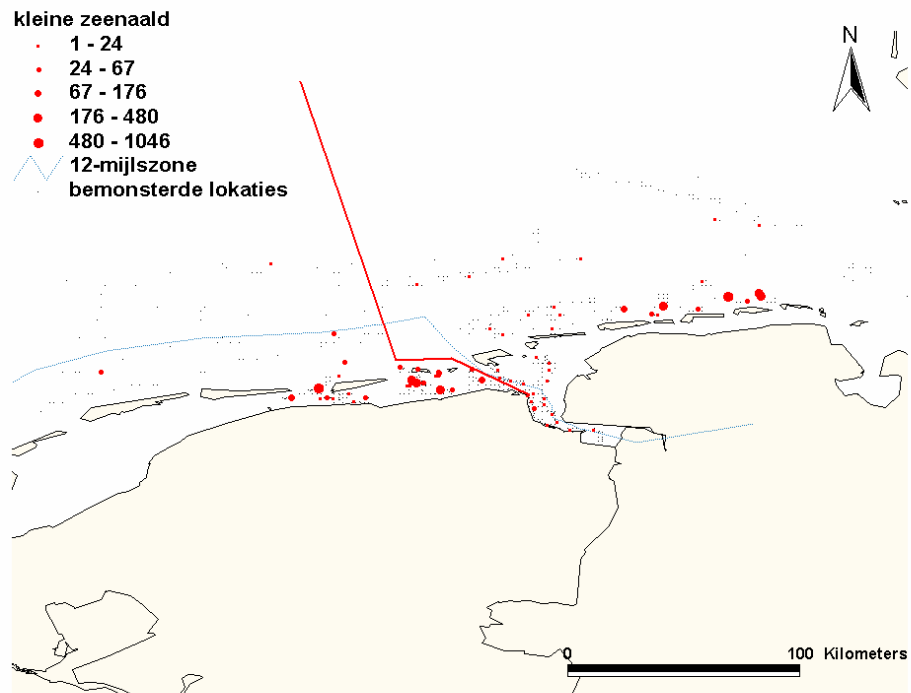 kleine zeenaald
1 - 24
24 - 67
67 - 176
176 - 480
480 - 1046
12-mijlszone
bemonsterde lokaties
N
0 100 Kilometers